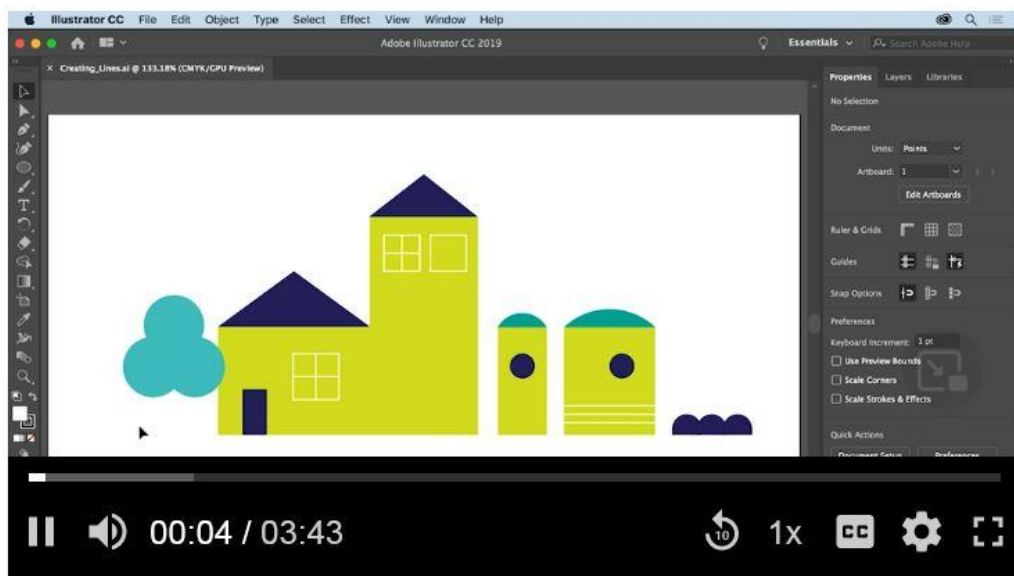 Illustrator CC File Edit Object Type Select Effect View Window Help
Adobe Illustrator CC 2019
Essentials
Search Adobe Help
× Creating_Lines.ai @ 133.18% (CMYK/GPU Preview)
Properties Layers Libraries
No Selection
Document
Units: Points
Artboard: 1
Edit Artboards
Ruler & Grids
Guides
Snap Options
Preferences
Keyboard Increment: 1 pt
Use Preview Bounds
Scale Corners
Scale Strokes & Effects
Quick Actions
Document Setup Preferences
00:04 / 03:43
10
1x
CC